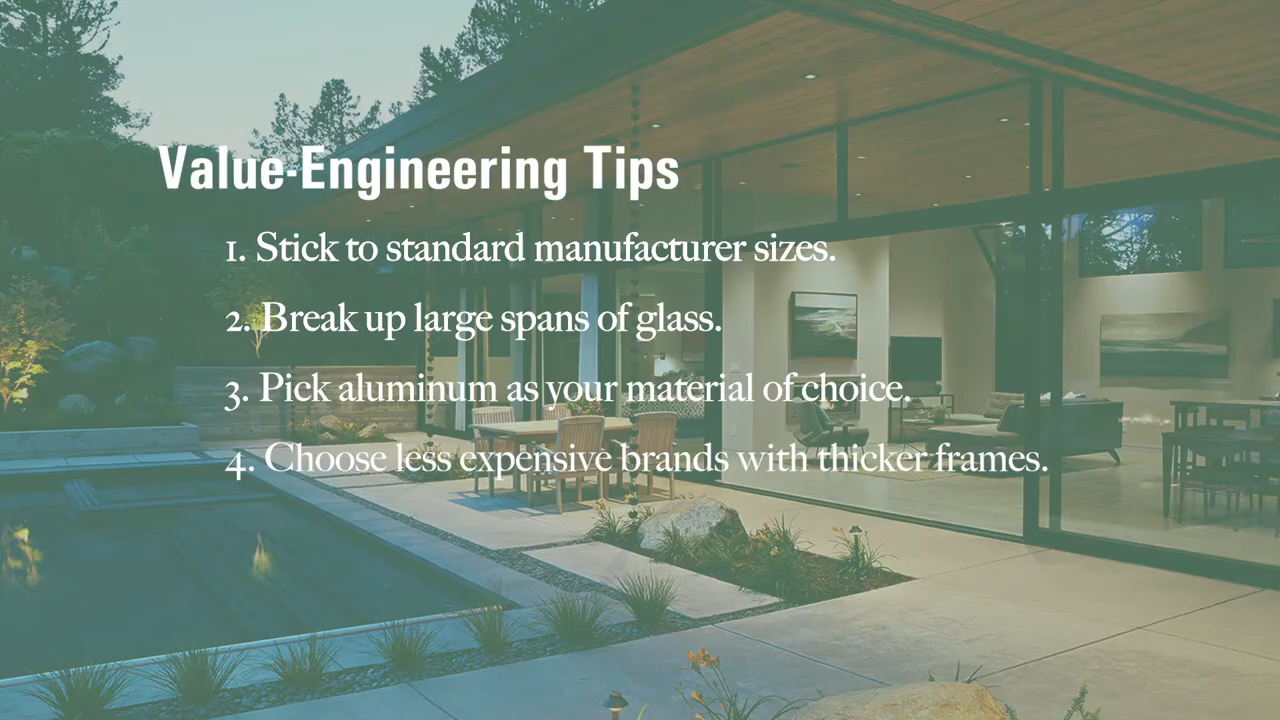 Value-Engineering Tips
1. Stick to standard manufacturer sizes.
2. Break up large spans of glass.
3. Pick aluminum as your material of choice.
4. Choose less expensive brands with thicker frames.